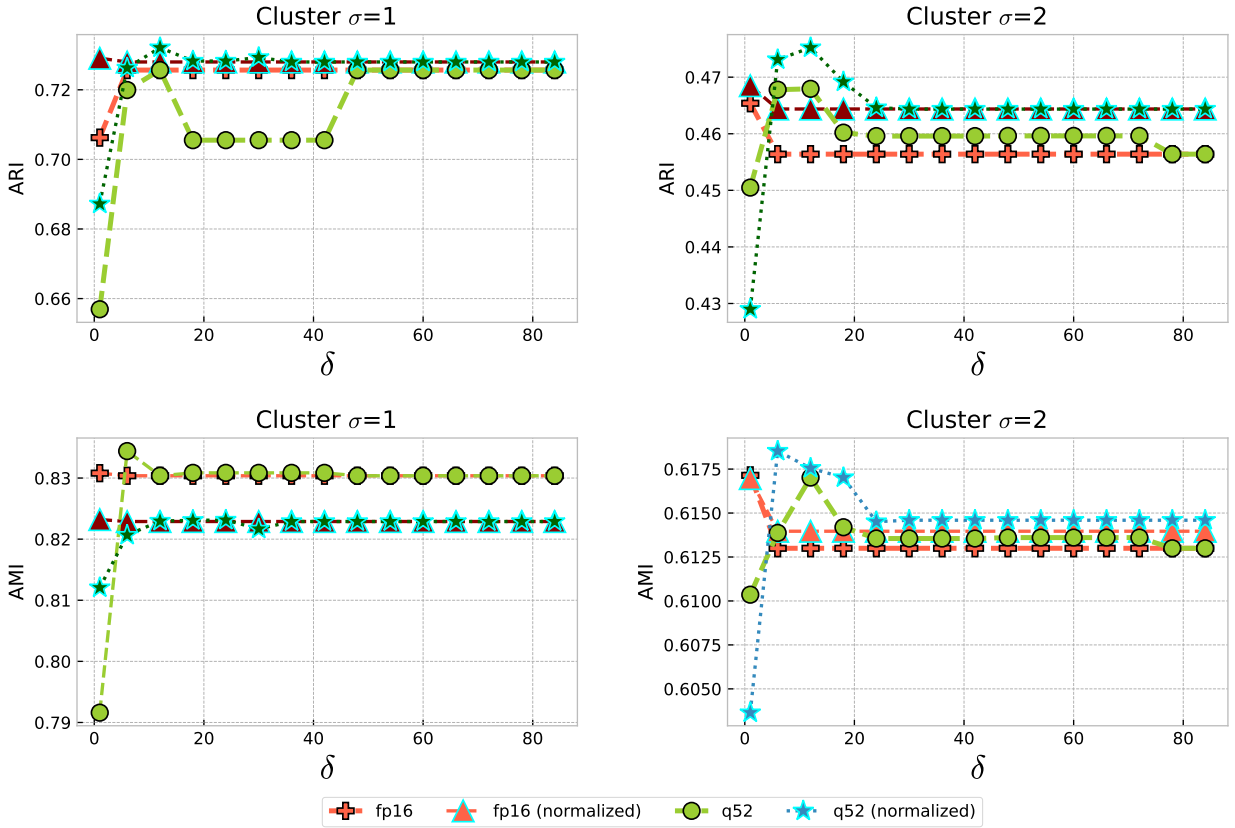 Cluster σ=1
ARI
0.72
0.70
0.68
0.66
0 20 40 60 80
δ
Cluster σ=2
ARI
0.47
0.46
0.45
0.44
0.43
0 20 40 60 80
δ
Cluster σ=1
AMI
0.83
0.82
0.81
0.80
0.79
0 20 40 60 80
δ
Cluster σ=2
AMI
0.6175
0.6150
0.6125
0.6100
0.6075
0.6050
0 20 40 60 80
δ
fp16 fp16 (normalized) q52 q52 (normalized)